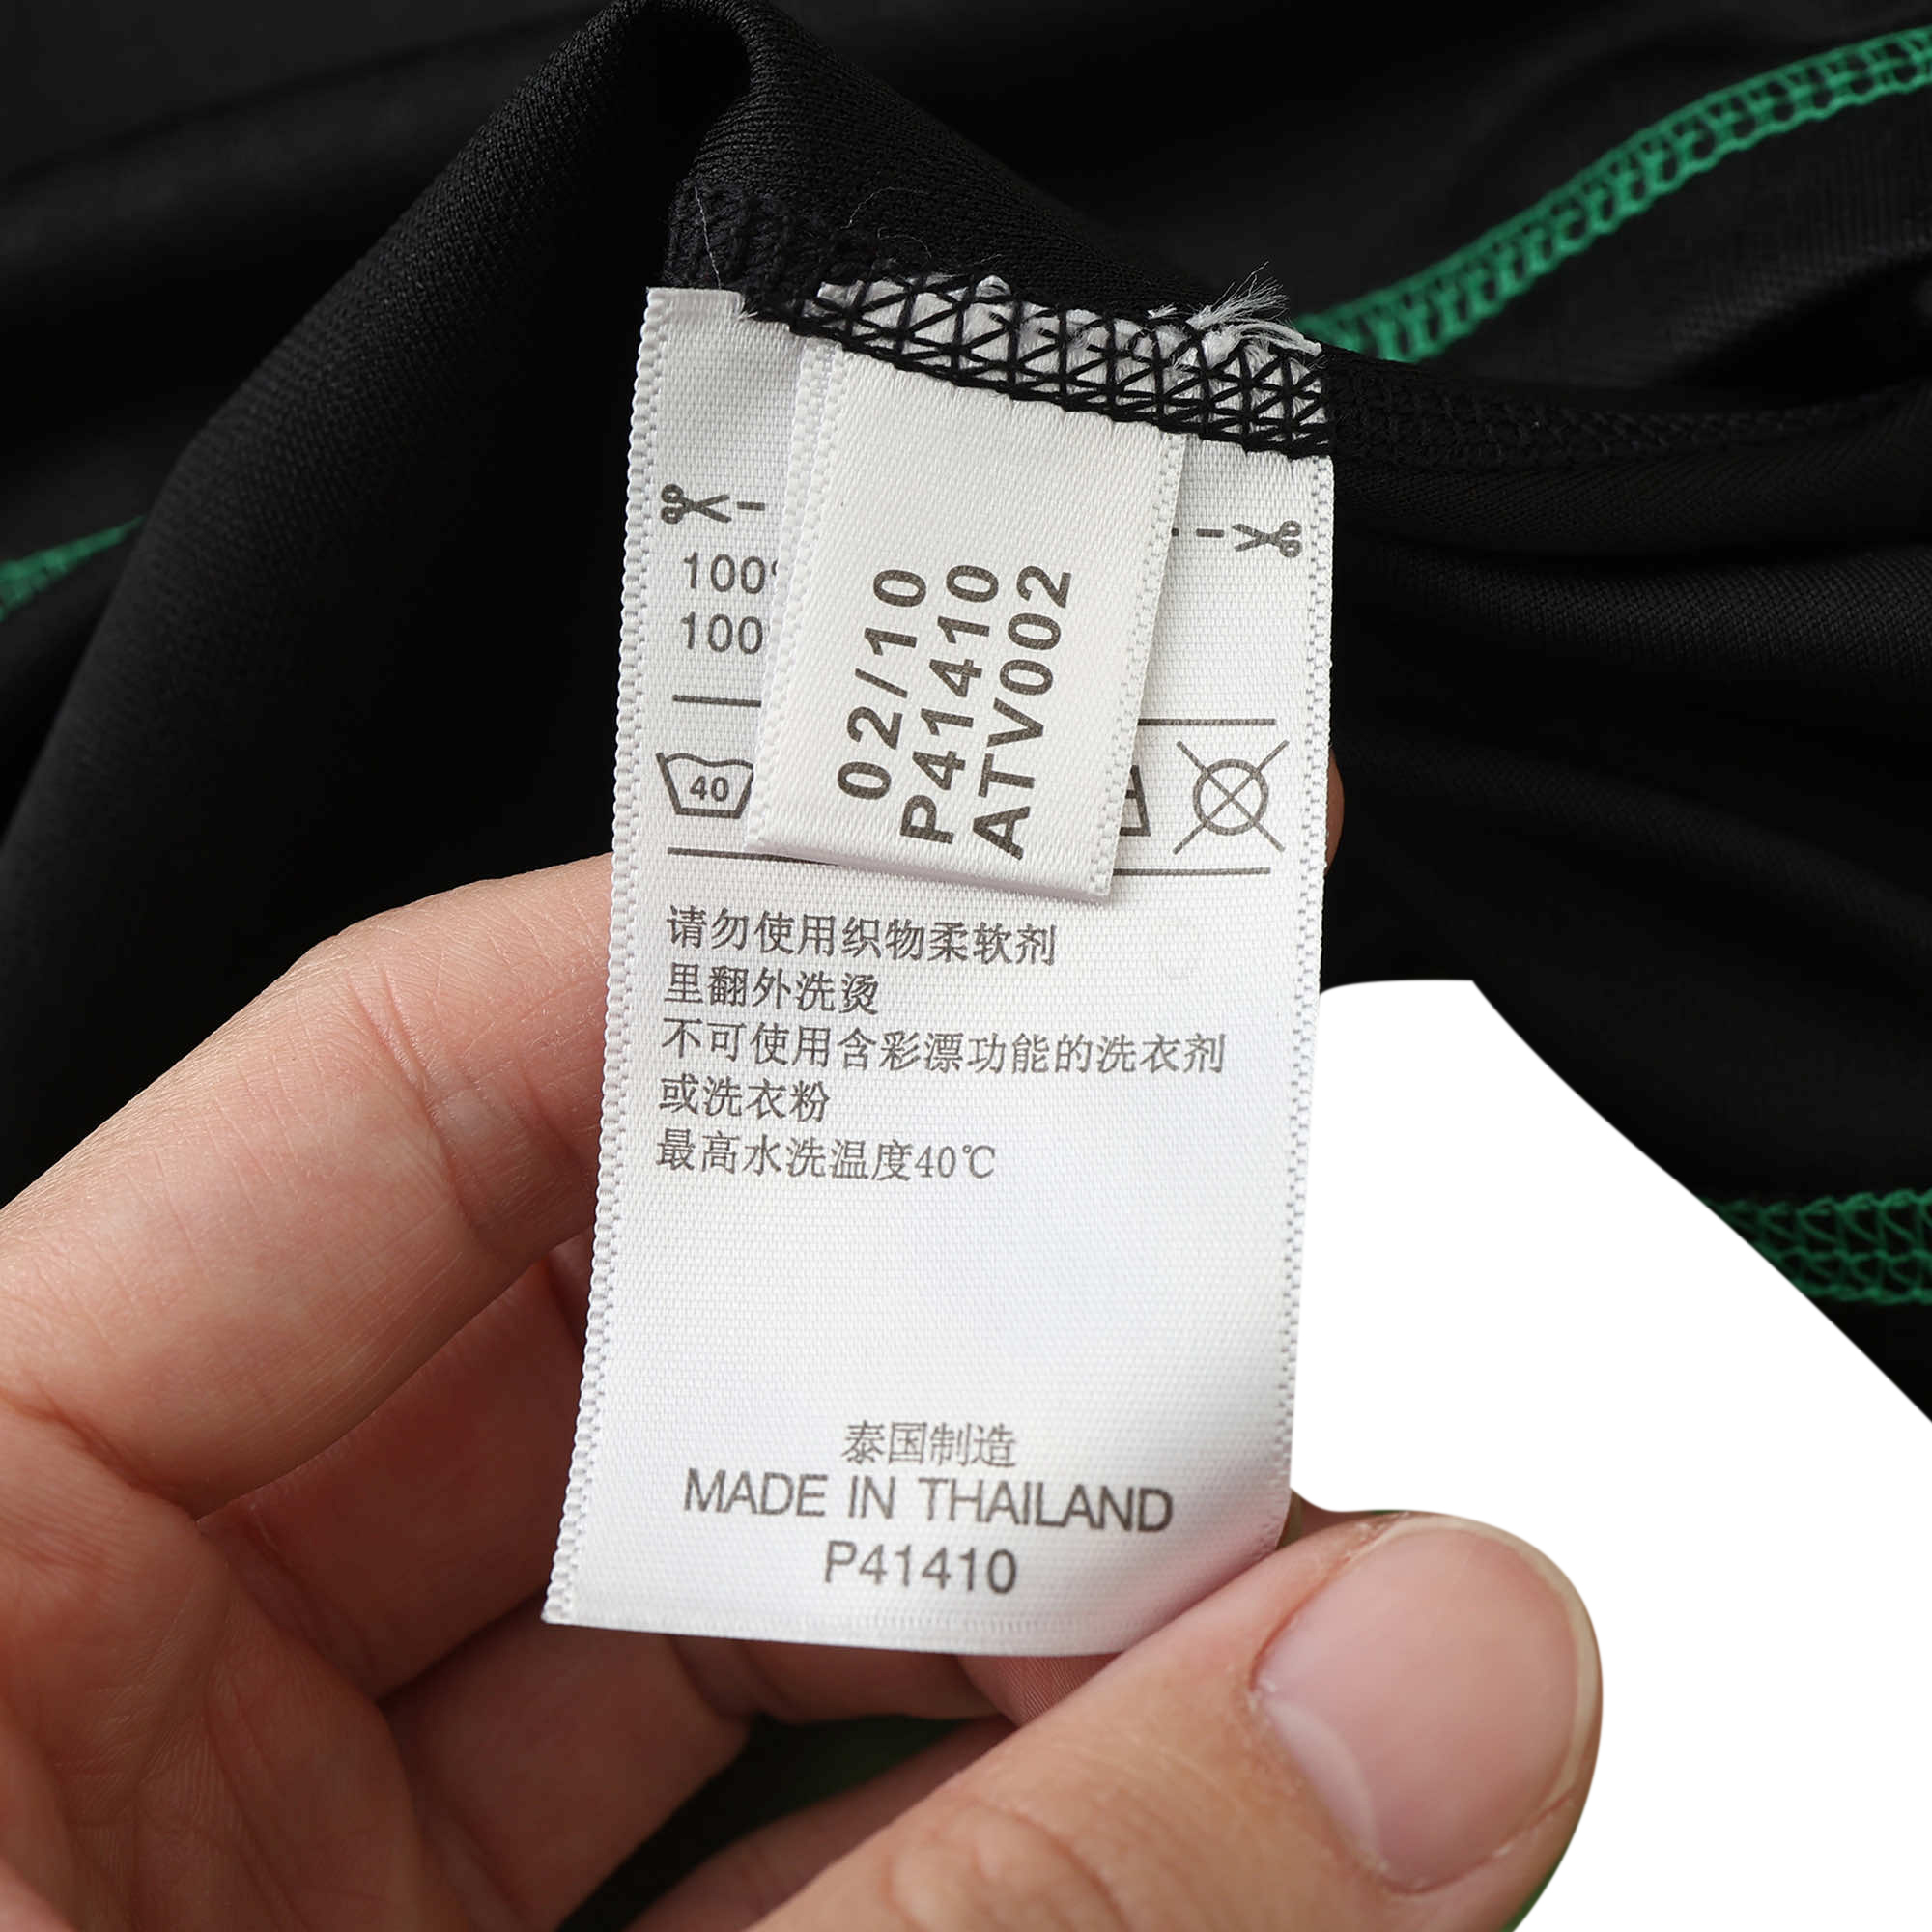 100%
100
02/10
P41410
ATV002
40
请勿使用织物柔软剂
里翻外洗烫
不可使用含彩漂功能的洗衣剂
或洗衣粉
最高水洗温度40℃
泰国制造
MADE IN THAILAND
P41410